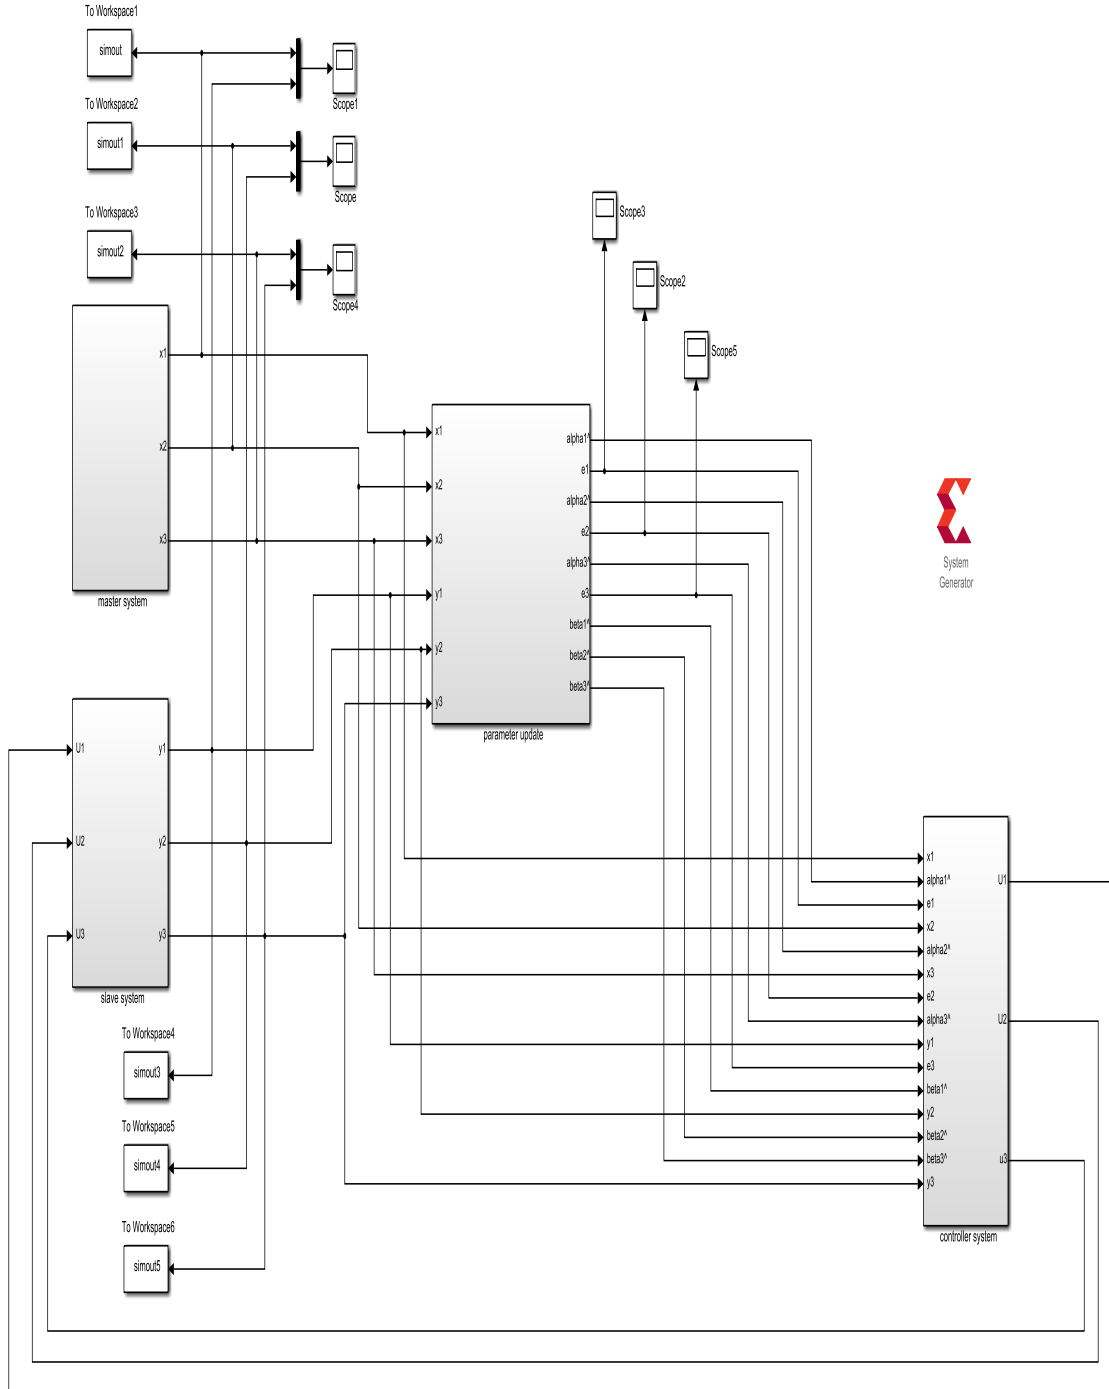 To Workspace1
simout
Scope1
To Workspace2
simout1
Scope
To Workspace3
simout2
Scope4
Scope3
Scope2
Scope5
x1
x2
x3
master system
x1
x2
x3
y1
y2
y3
alpha1^
e1
alpha2^
e2
alpha3^
e3
beta1^
beta2^
beta3^
parameter update
System
Generator
U1
U2
U3
y1
y2
y3
slave system
To Workspace4
simout3
To Workspace5
simout4
To Workspace6
simout5
x1
alpha1^
e1
x2
alpha2^
x3
e2
alpha3^
y1
e3
beta1^
y2
beta2^
beta3^
y3
U1
U2
u3
controller system